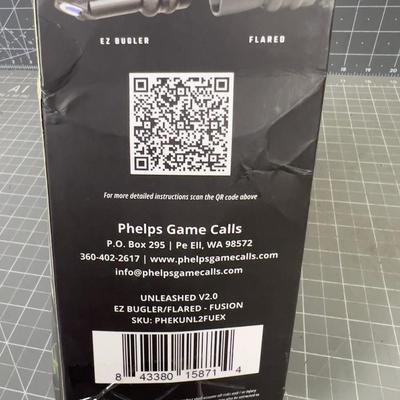 EZ BUGLER
FLARED
For more detailed instructions scan the QR code above
Phelps Game Calls
P.O. Box 295 | Pe Ell, WA 98572
360-402-2617 | www.phelpsgamecalls.com
info@phelpsgamecalls.com
UNLEASHED V2.0
EZ BUGLER/FLARED - FUSION
SKU: PHEKUNL2FUEX
8 43380 15871 4